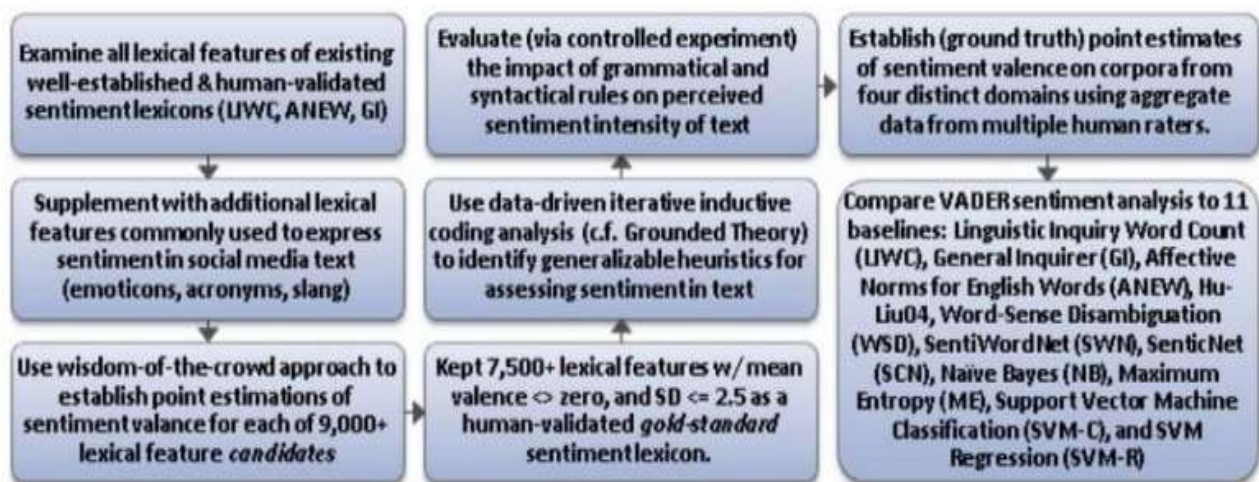 Examine all lexical features of existing
well-established & human-validated
sentiment lexicons (LIWC, ANEW, GI)
Supplement with additional lexical
features commonly used to express
sentiment in social media text
(emoticons, acronyms, slang)
Use wisdom-of-the-crowd approach to
establish point estimations of
sentiment valance for each of 9,000+
lexical feature candidates
Kept 7,500+ lexical features w/ mean
valence <> zero, and SD <= 2.5 as a
human-validated gold-standard
sentiment lexicon.
Use data-driven iterative inductive
coding analysis (c.f. Grounded Theory)
to identify generalizable heuristics for
assessing sentiment in text
Evaluate (via controlled experiment)
the impact of grammatical and
syntactical rules on perceived
sentiment intensity of text
Establish (ground truth) point estimates
of sentiment valence on corpora from
four distinct domains using aggregate
data from multiple human raters.
Compare VADER sentiment analysis to 11
baselines: Linguistic Inquiry Word Count
(LIWC), General Inquirer (GI), Affective
Norms for English Words (ANEW), Hu-
Liu04, Word-Sense Disambiguation
(WSD), SentiWordNet (SWN), SenticNet
(SCN), Naïve Bayes (NB), Maximum
Entropy (ME), Support Vector Machine
Classification (SVM-C), and SVM
Regression (SVM-R)